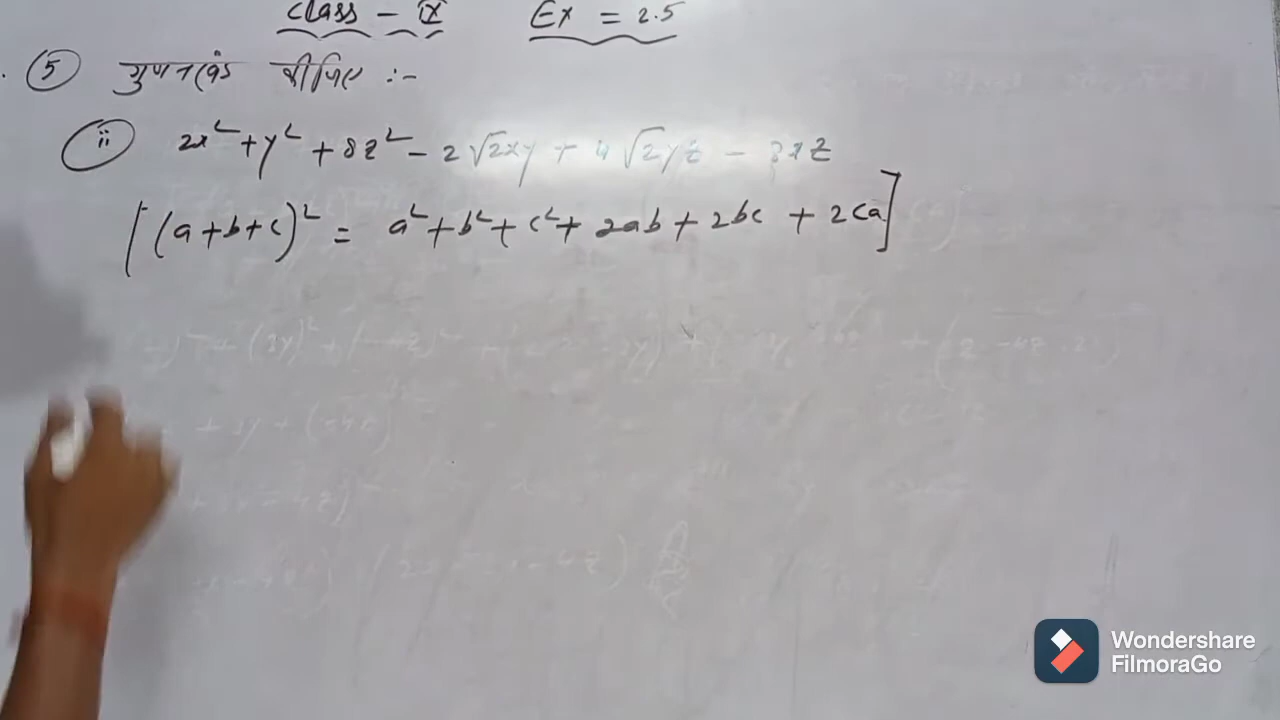 Class - IX Ex = 2.5
5 गुणनखंड कीजिए :-
ii 2x² + y² + 8z² - 2√2xy + 4√2yz - 8xz
[(a+b+c)² = a² + b² + c² + 2ab + 2bc + 2ca]
Wondershare
FilmoraGo